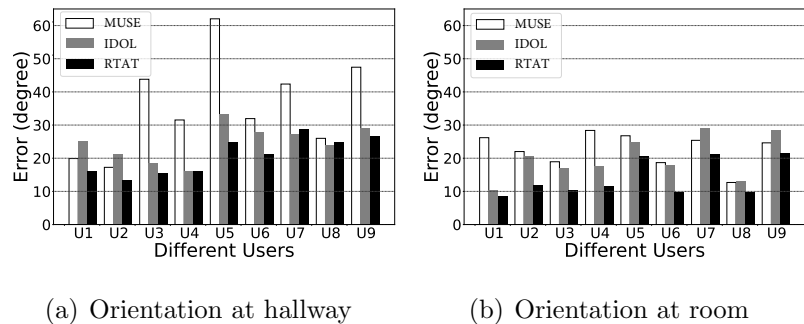 60
50
40
30
20
10
0
Error (degree)
MUSE
IDOL
RTAT
U1 U2 U3 U4 U5 U6 U7 U8 U9
Different Users
(a) Orientation at hallway
60
50
40
30
20
10
0
Error (degree)
MUSE
IDOL
RTAT
U1 U2 U3 U4 U5 U6 U7 U8 U9
Different Users
(b) Orientation at room